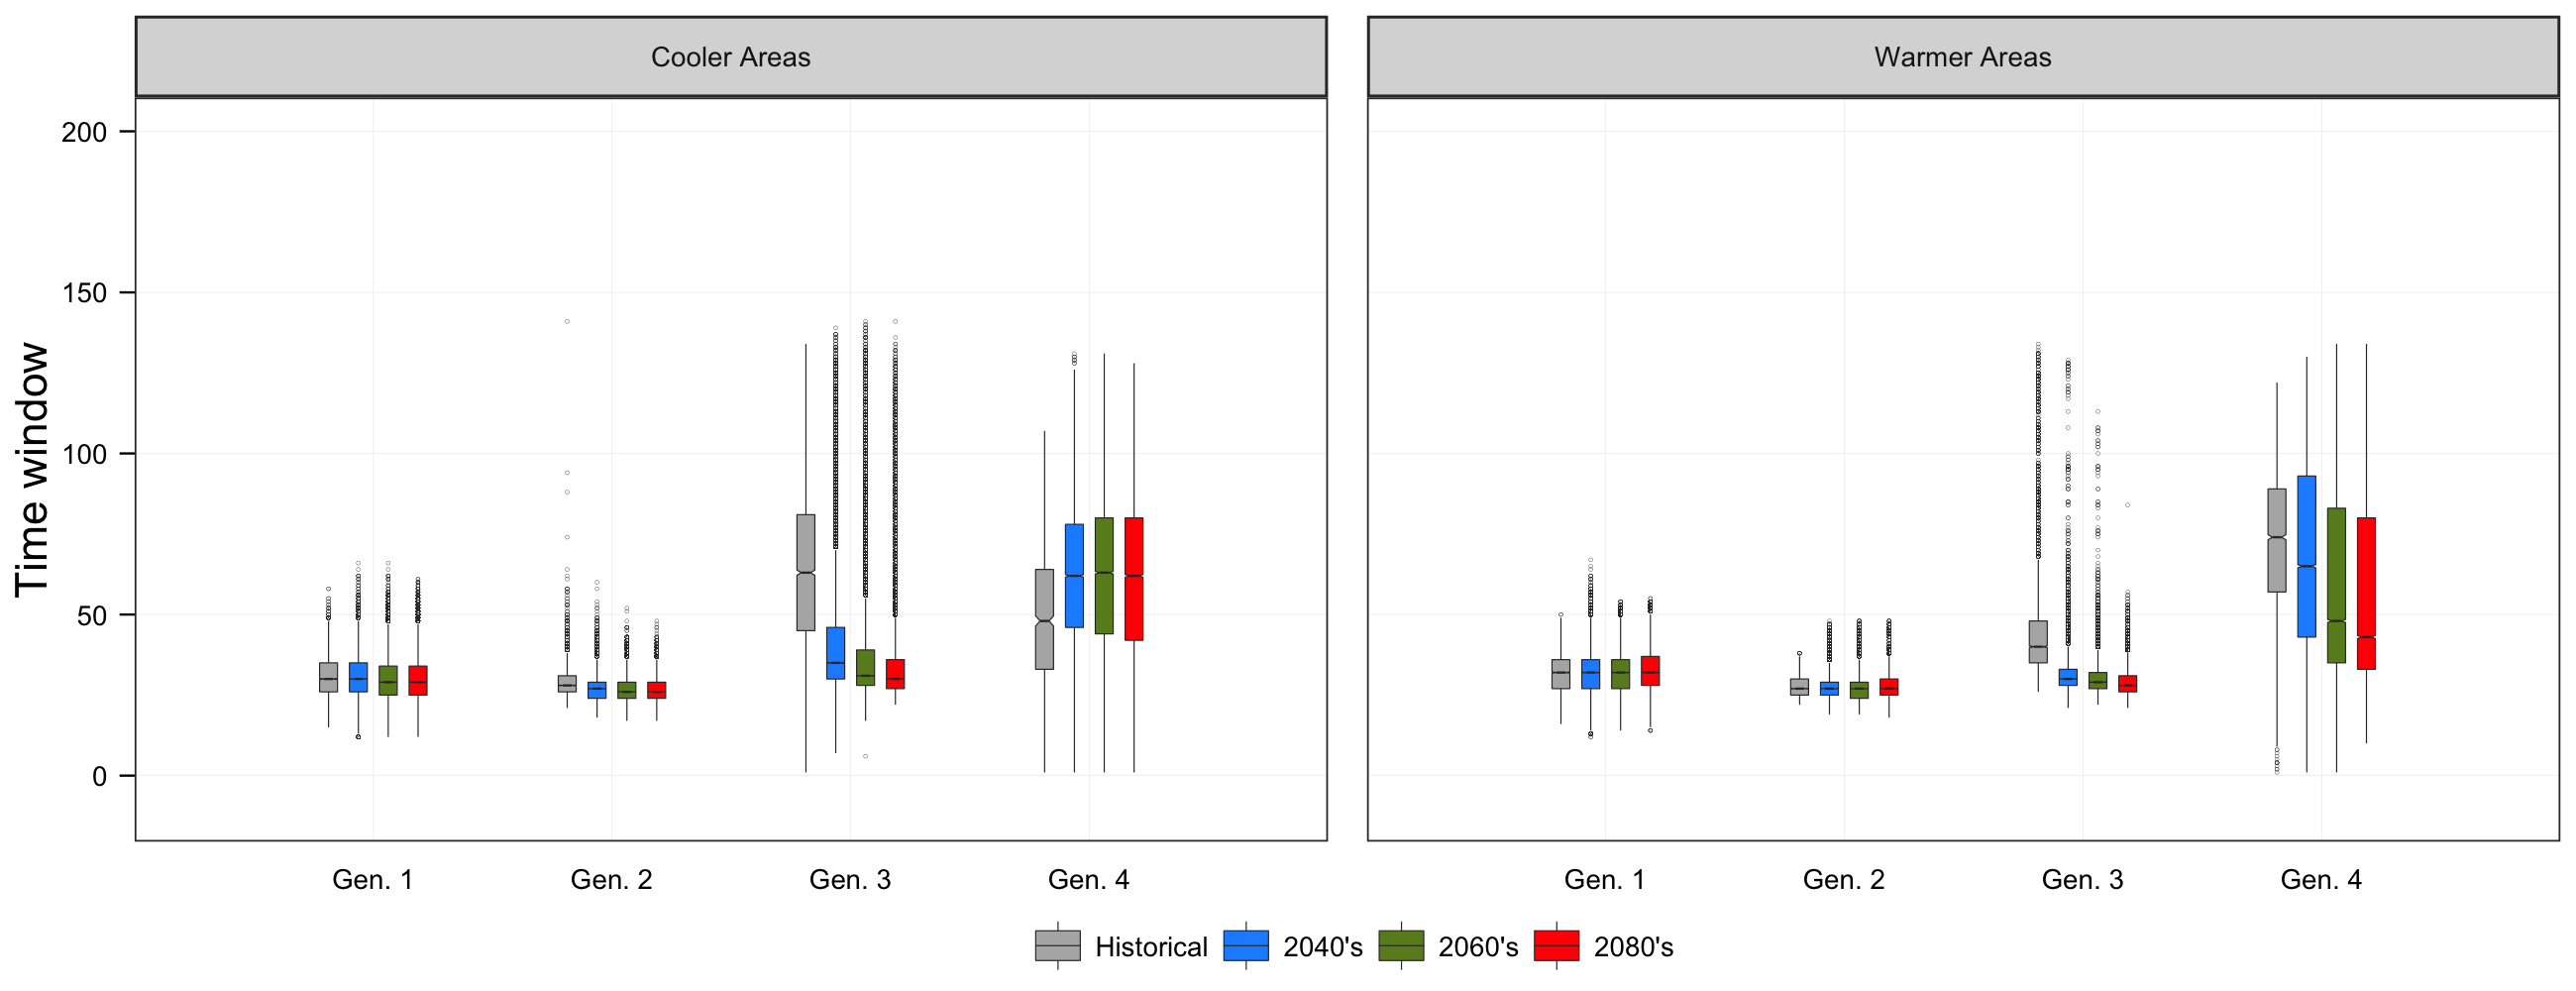 Cooler Areas
Warmer Areas
Time window
200
150
100
50
0
Gen. 1
Gen. 2
Gen. 3
Gen. 4
Gen. 1
Gen. 2
Gen. 3
Gen. 4
Historical
2040's
2060's
2080's